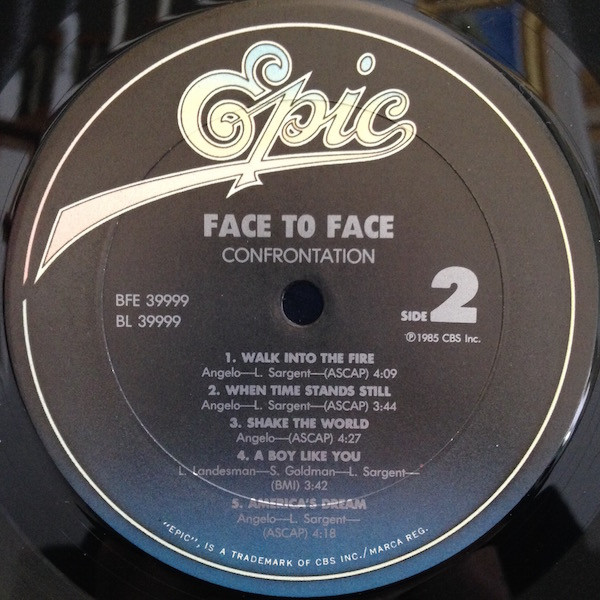 Epic
FACE TO FACE
CONFRONTATION
BFE 39999
BL 39999
SIDE 2
Ⓟ1985 CBS Inc.
1. WALK INTO THE FIRE
Angelo—L. Sargent—(ASCAP) 4:09
2. WHEN TIME STANDS STILL
Angelo—L. Sargent—(ASCAP) 3:44
3. SHAKE THE WORLD
Angelo—(ASCAP) 4:27
4. A BOY LIKE YOU
L. Landesman—S. Goldman—L. Sargent—
(BMI) 3:42
5. AMERICA'S DREAM
Angelo—L. Sargent—
(ASCAP) 4:18
"EPIC", IS A TRADEMARK OF CBS INC./MARCA REG.